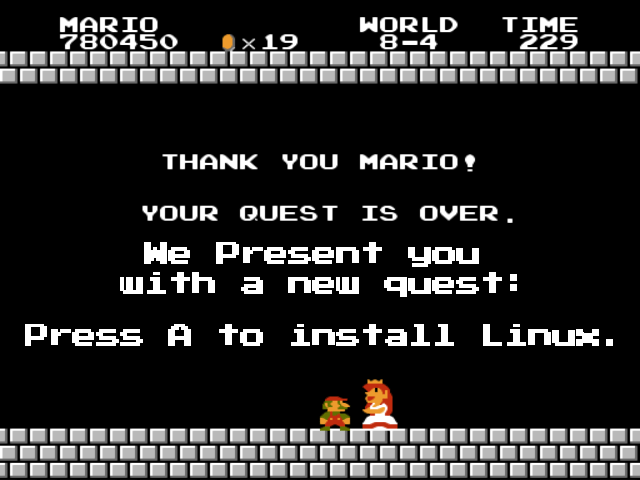 MARIO WORLD TIME
780450 ×19 8-4 229
THANK YOU MARIO!
YOUR QUEST IS OVER.
We Present you
with a new quest:
Press A to install Linux.